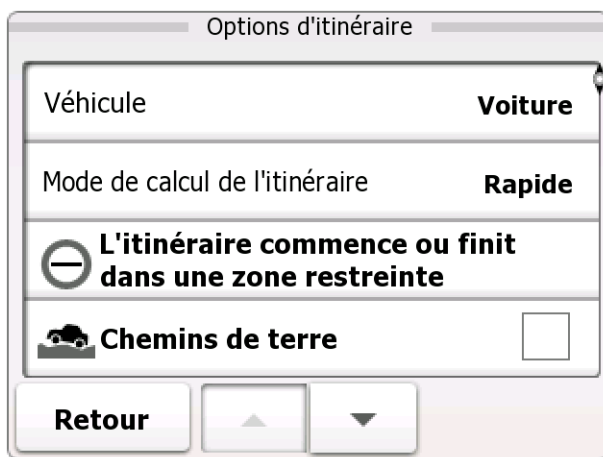 Options d'itinéraire
Véhicule Voiture
Mode de calcul de l'itinéraire Rapide
L'itinéraire commence ou finit
dans une zone restreinte
Chemins de terre
Retour